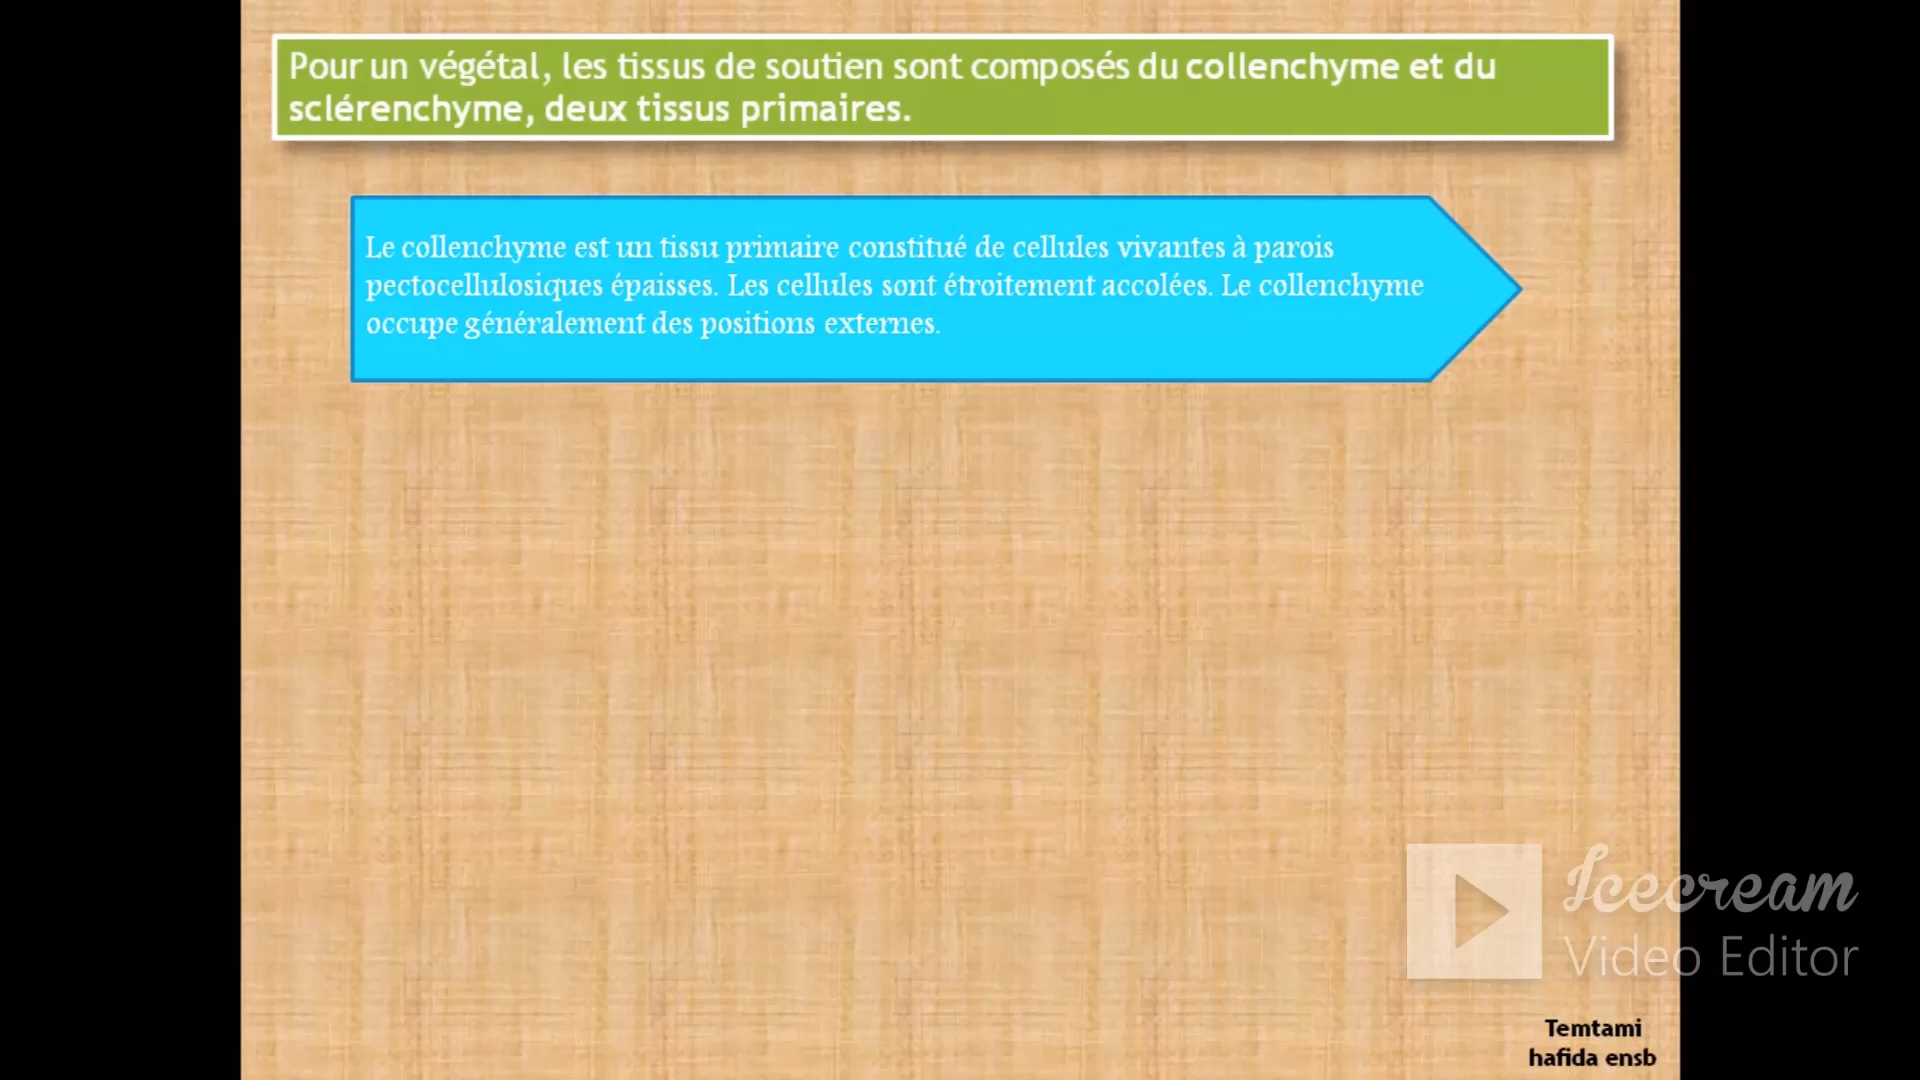 Pour un végétal, les tissus de soutien sont composés du collenchyme et du
sclérenchyme, deux tissus primaires.
Le collenchyme est un tissu primaire constitué de cellules vivantes à parois
pectocellulosiques épaisses. Les cellules sont étroitement accolées. Le collenchyme
occupe généralement des positions externes.
Icecream
Video Editor
Temtami
hafida ensb